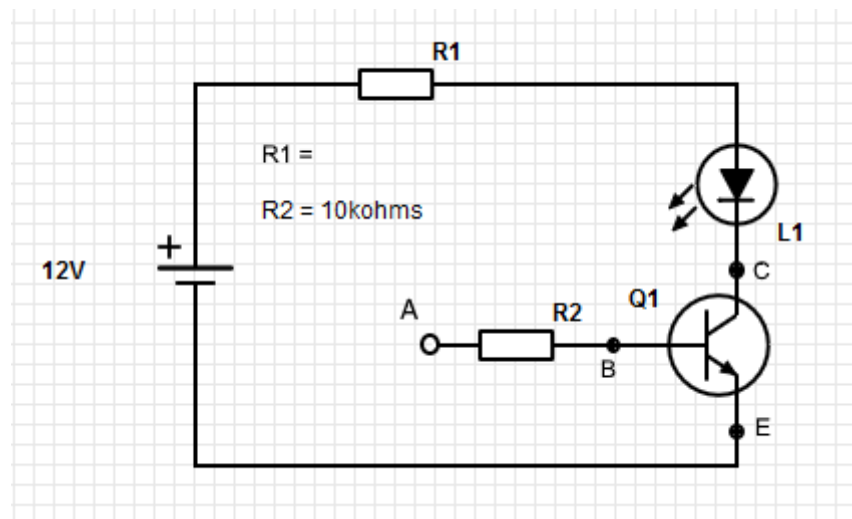 R1
R1 =
R2 = 10kohms
L1
+
12V
C
A
R2
Q1
B
E